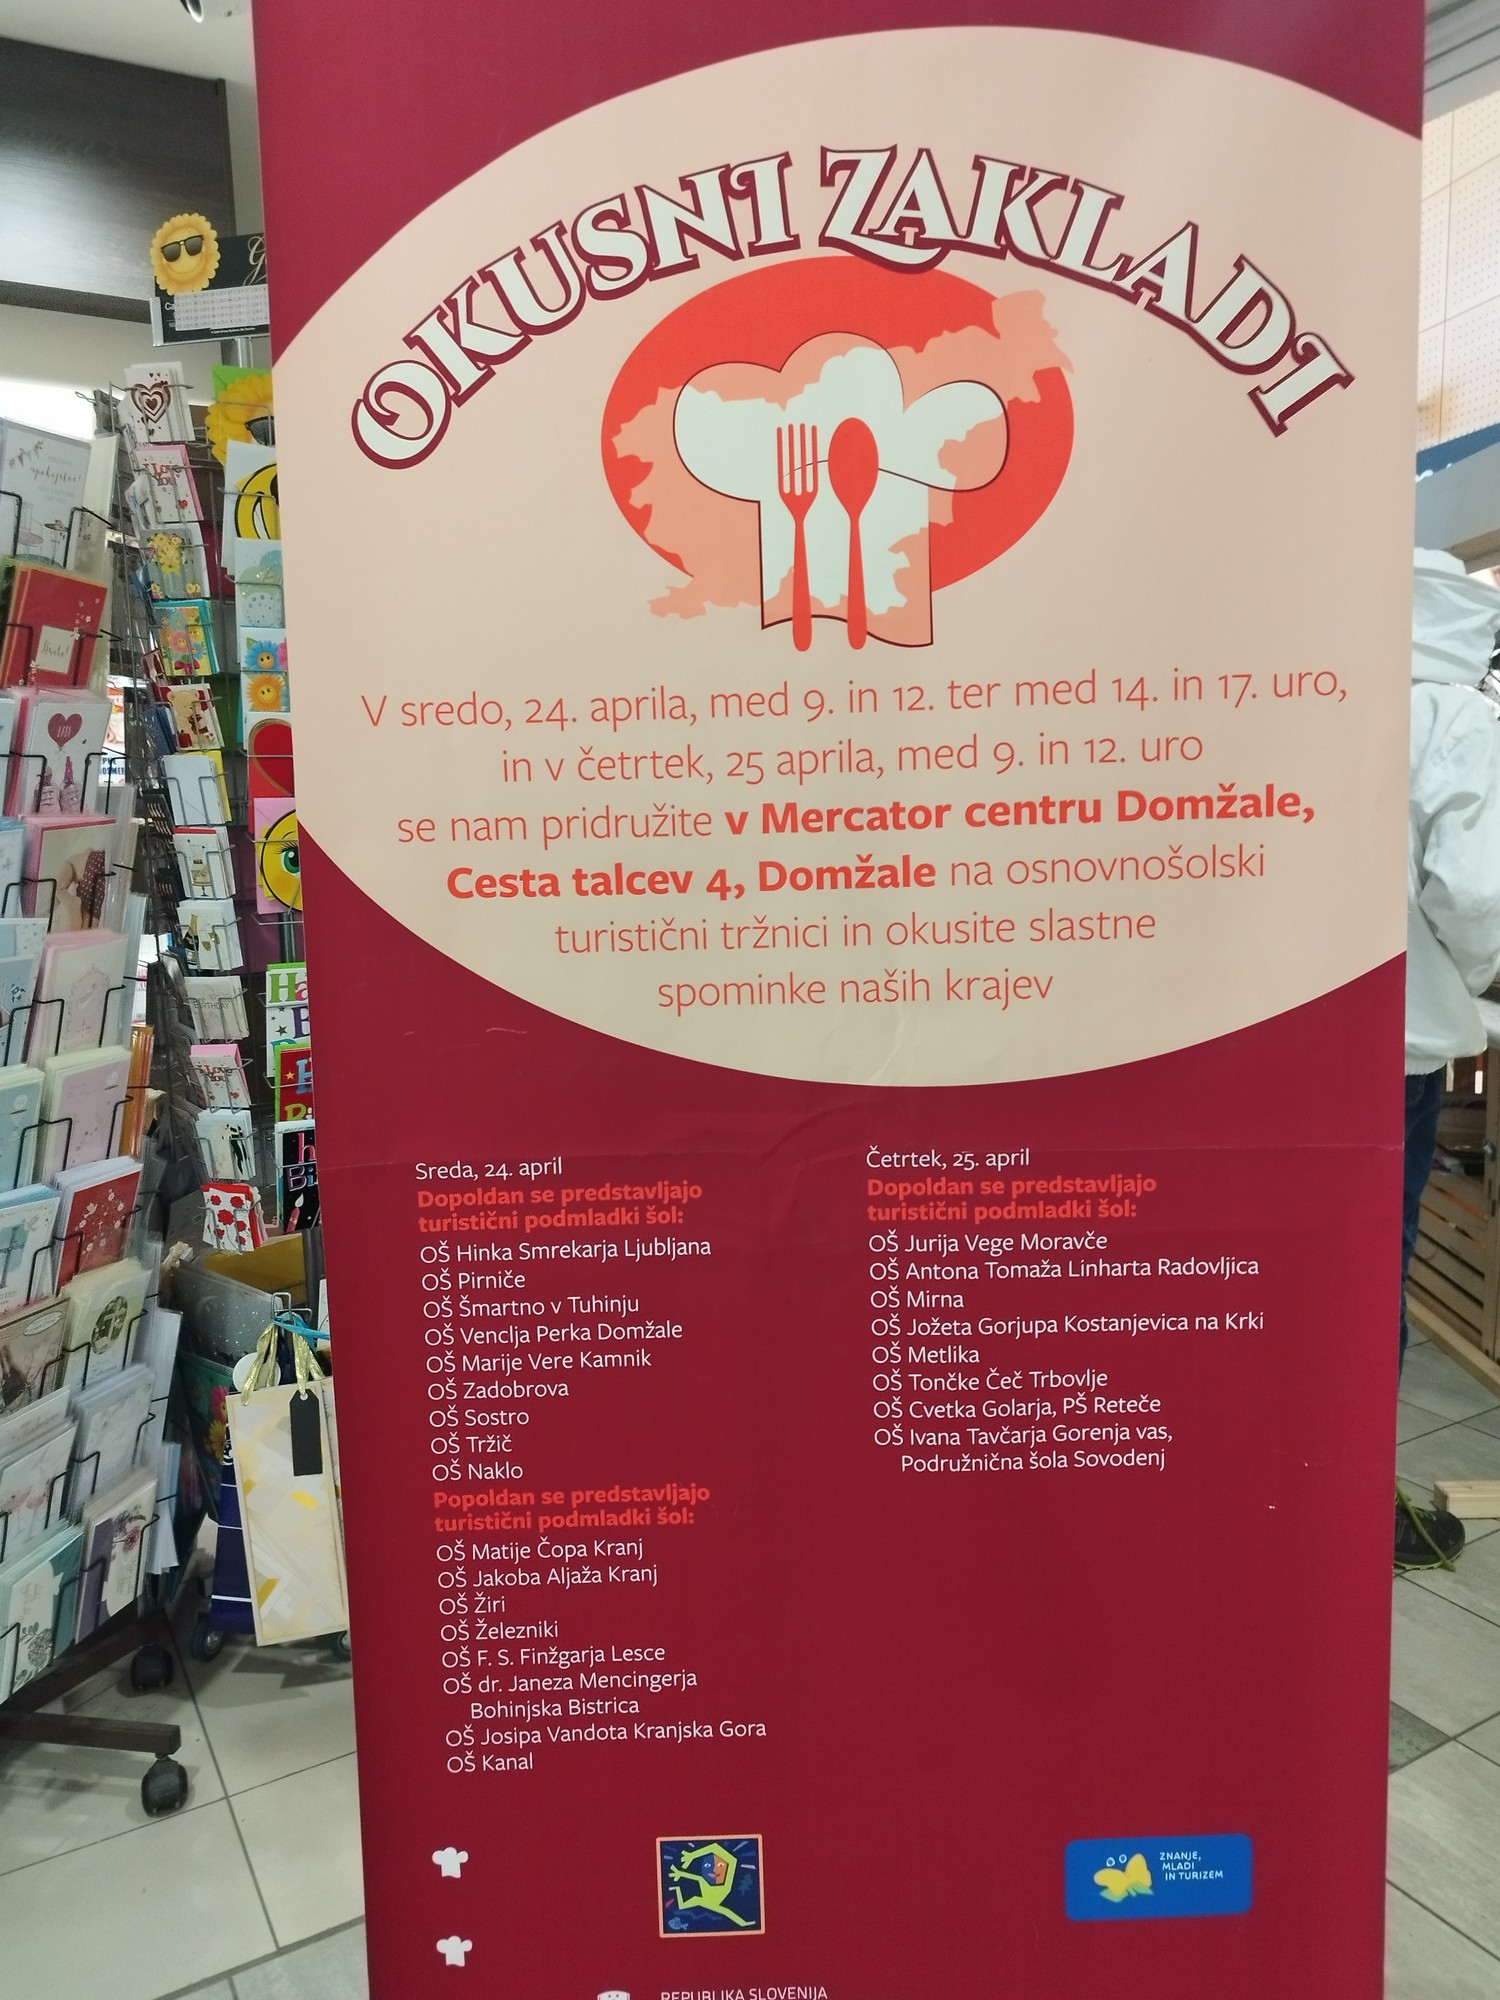 OKUSNI ZAKLADI
V sredo, 24. aprila, med 9. in 12. ter med 14. in 17. uro,
in v četrtek, 25 aprila, med 9. in 12. uro
se nam pridružite v Mercator centru Domžale,
Cesta talcev 4, Domžale na osnovnošolski
turistični tržnici in okusite slastne
spominke naših krajev
Sreda, 24. april
Dopoldan se predstavljajo
turistični podmladki šol:
OŠ Hinka Smrekarja Ljubljana
OŠ Pirniče
OŠ Šmartno v Tuhinju
OŠ Venclja Perka Domžale
OŠ Marije Vere Kamnik
OŠ Zadobrova
OŠ Sostro
OŠ Tržič
OŠ Naklo
Popoldan se predstavljajo
turistični podmladki šol:
OŠ Matije Čopa Kranj
OŠ Jakoba Aljaža Kranj
OŠ Žiri
OŠ Železniki
OŠ F. S. Finžgarja Lesce
OŠ dr. Janeza Mencingerja
Bohinjska Bistrica
OŠ Josipa Vandota Kranjska Gora
OŠ Kanal
Četrtek, 25. april
Dopoldan se predstavljajo
turistični podmladki šol:
OŠ Jurija Vege Moravče
OŠ Antona Tomaža Linharta Radovljica
OŠ Mirna
OŠ Jožeta Gorjupa Kostanjevica na Krki
OŠ Metlika
OŠ Tončke Čeč Trbovlje
OŠ Cvetka Golarja, PŠ Reteče
OŠ Ivana Tavčarja Gorenja vas,
Podružnična šola Sovodenj
ZNANJE,
MLADI
IN TURIZEM
REPUBLIKA SLOVENIJA
I LOVE
YOU
BIRTHDAY
I LOVE
YOU